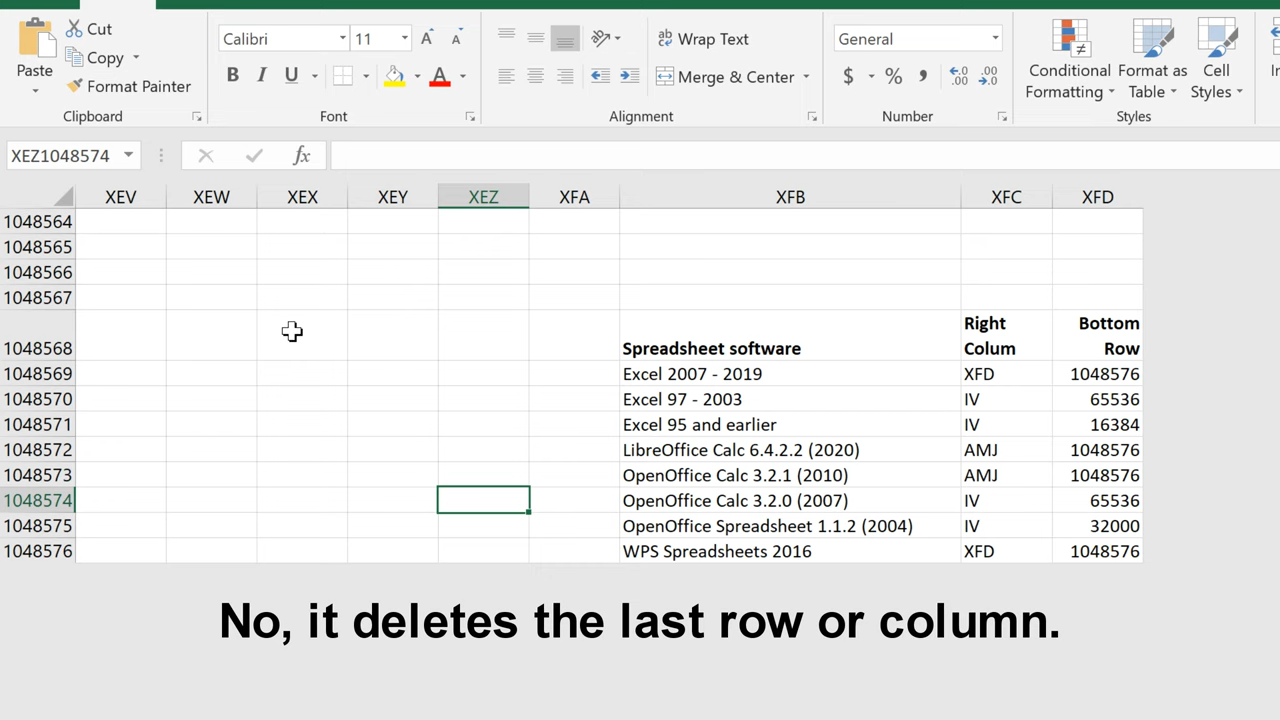 Cut
Copy
Format Painter
Paste
Clipboard
Calibri 11 A A
B I U A
Font
Wrap Text
Merge & Center
Alignment
General
$ % , .00 .00
Number
Conditional Formatting
Format as Table
Cell Styles
Styles
XEZ1048574 fx
XEV XEW XEX XEY XEZ XFA XFB XFC XFD
1048564
1048565
1048566
1048567
Right Bottom
1048568 Spreadsheet software Colum Row
1048569 Excel 2007 - 2019 XFD 1048576
1048570 Excel 97 - 2003 IV 65536
1048571 Excel 95 and earlier IV 16384
1048572 LibreOffice Calc 6.4.2.2 (2020) AMJ 1048576
1048573 OpenOffice Calc 3.2.1 (2010) AMJ 1048576
1048574 OpenOffice Calc 3.2.0 (2007) IV 65536
1048575 OpenOffice Spreadsheet 1.1.2 (2004) IV 32000
1048576 WPS Spreadsheets 2016 XFD 1048576
No, it deletes the last row or column.